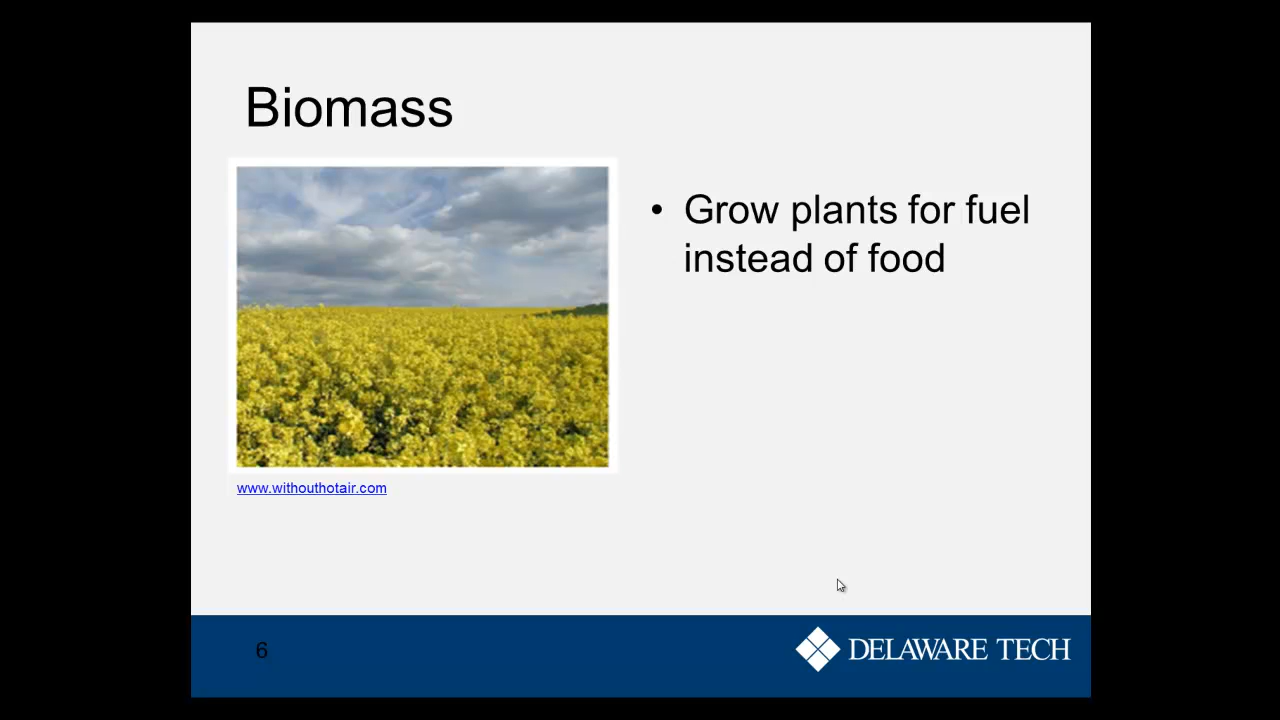 Biomass
• Grow plants for fuel
instead of food
www.withouthotair.com
6
DELAWARE TECH